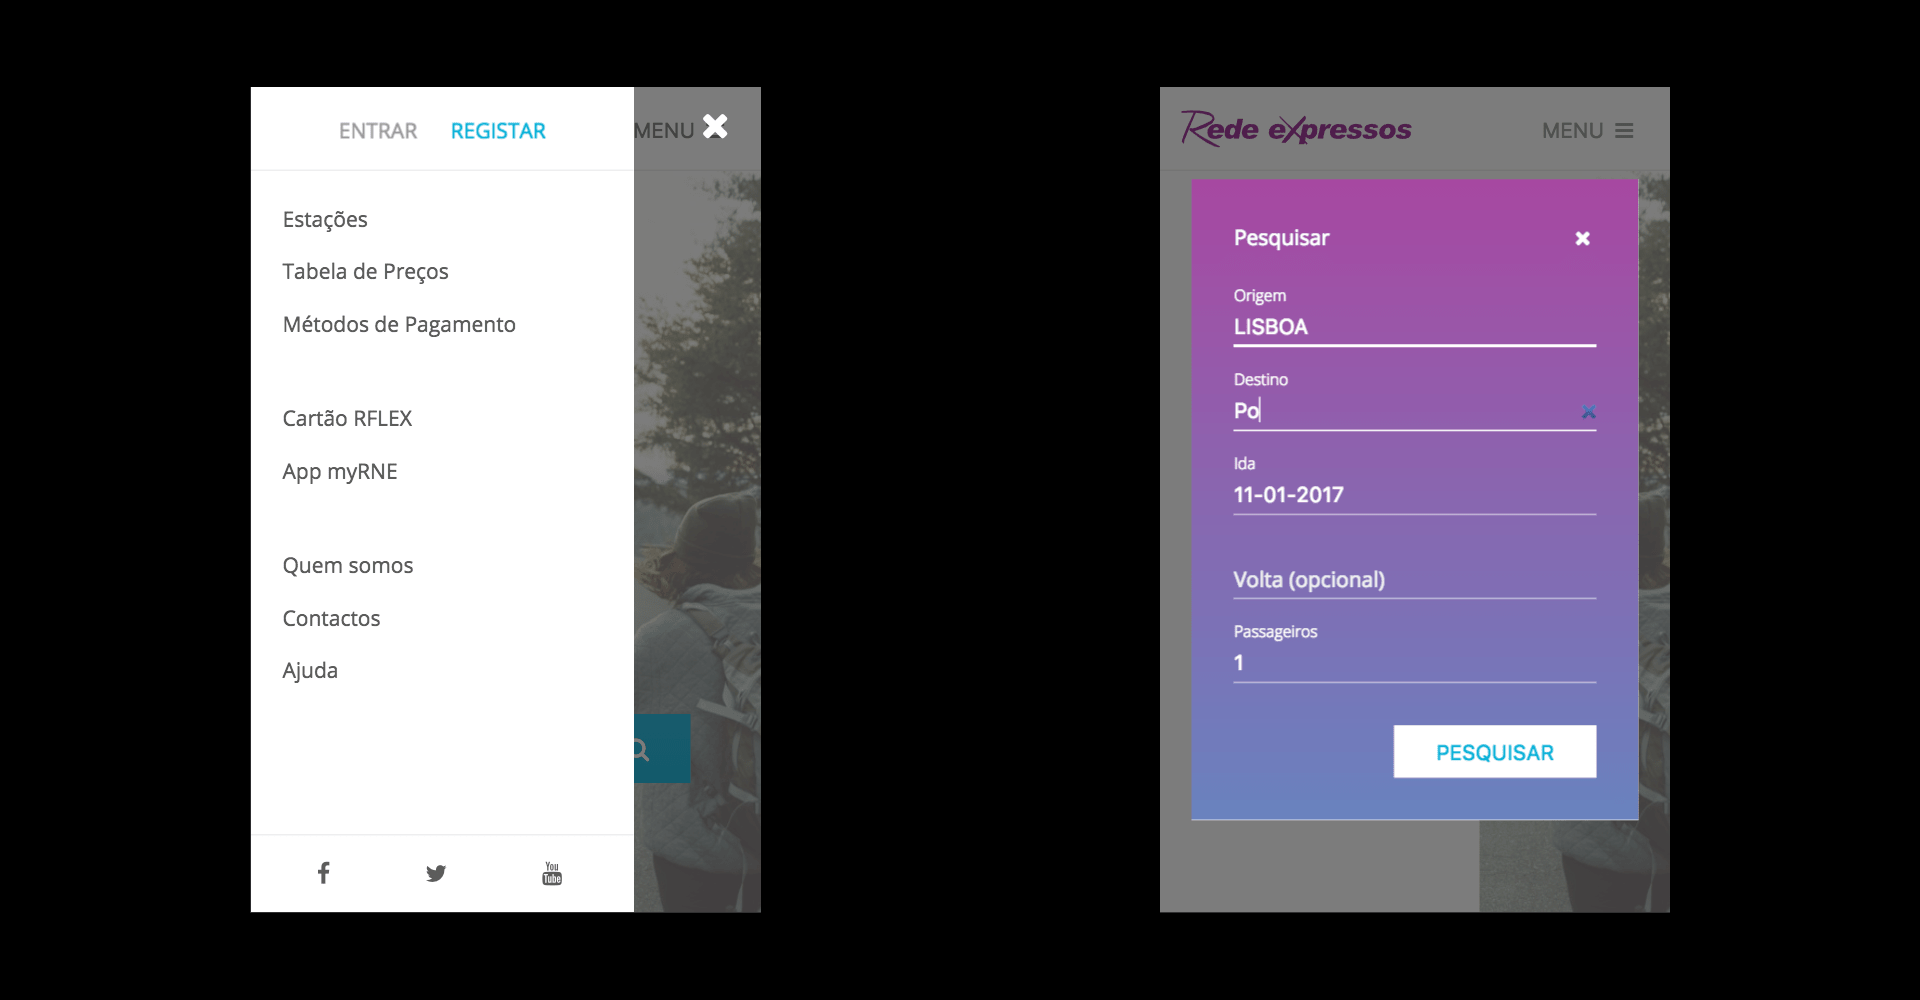 ENTRAR REGISTAR
MENU
Estações
Tabela de Preços
Métodos de Pagamento
Cartão RFLEX
App myRNE
Quem somos
Contactos
Ajuda
You
Tube
Rede eXpressos
MENU
Pesquisar
Origem
LISBOA
Destino
Po
Ida
11-01-2017
Volta (opcional)
Passageiros
1
PESQUISAR